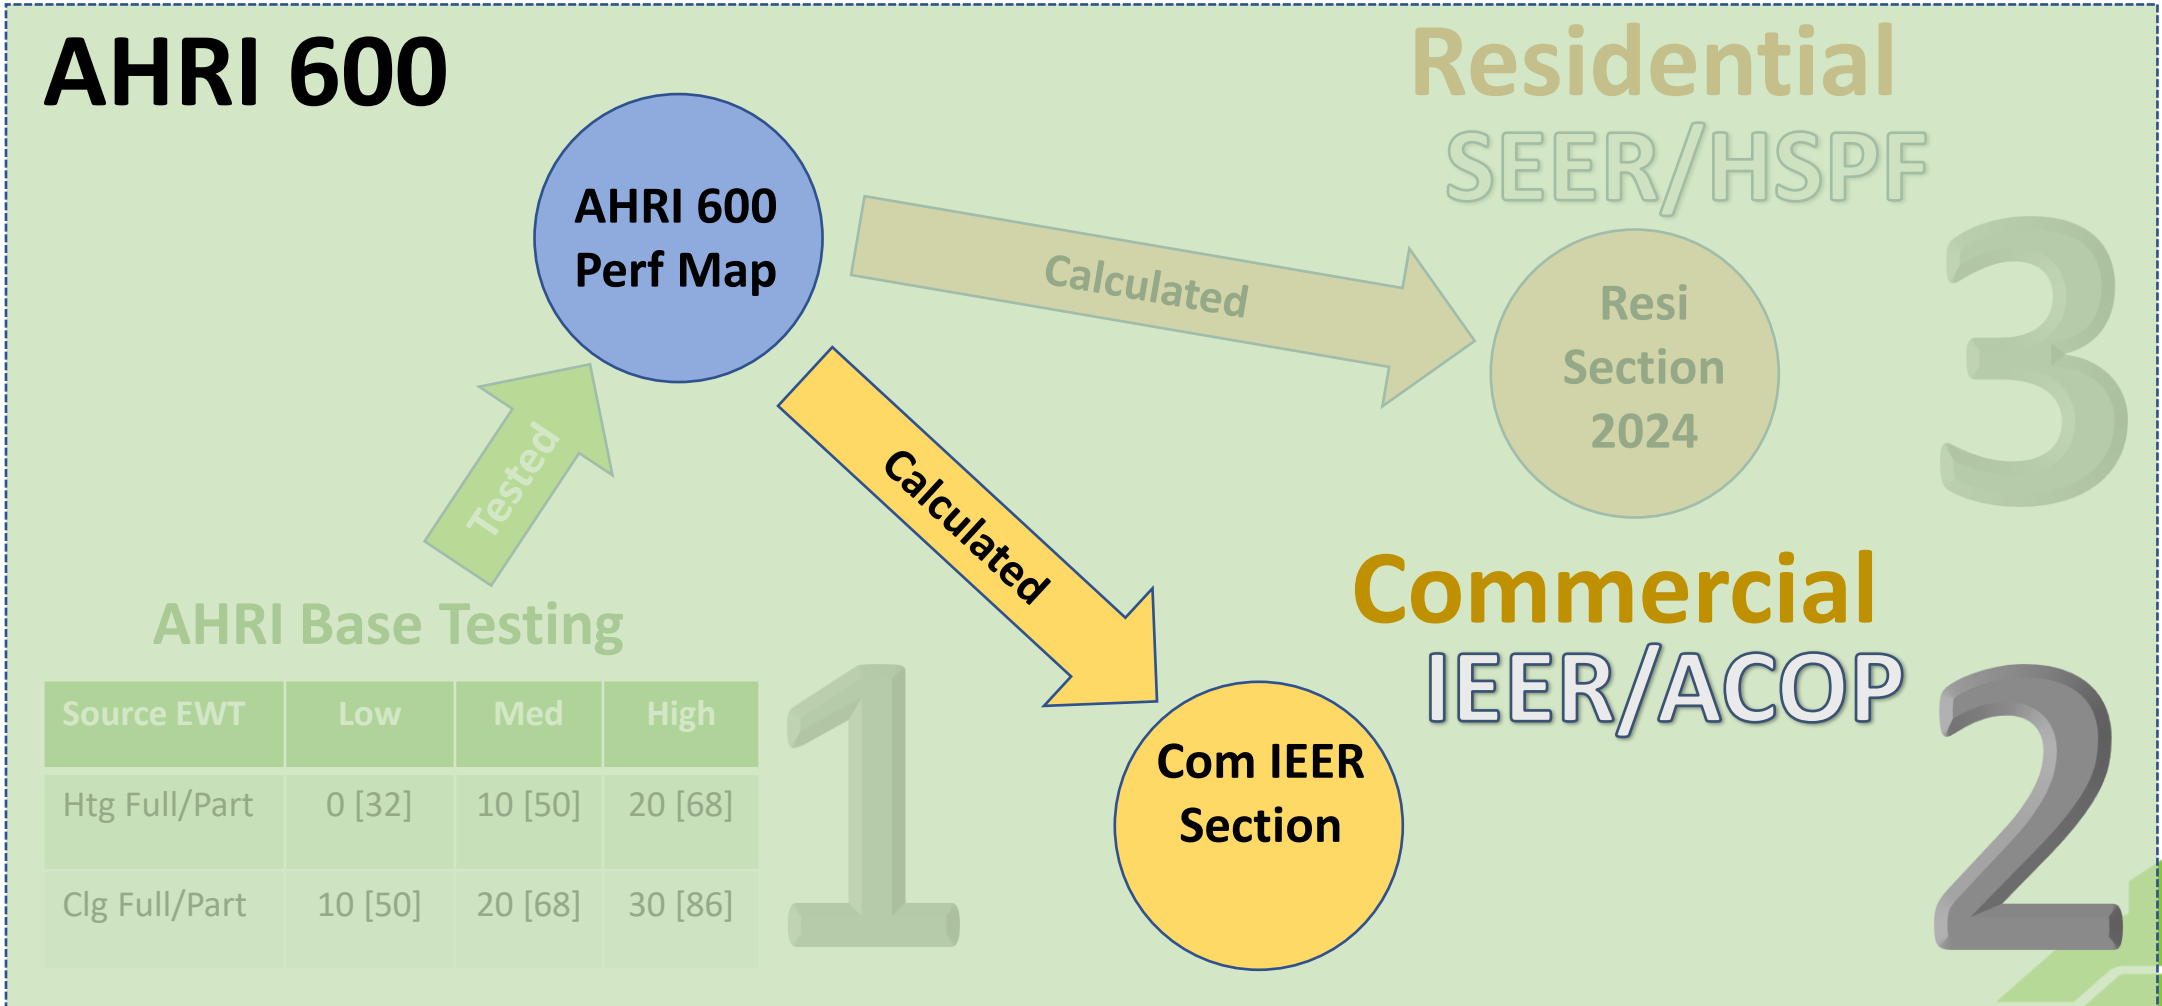 AHRI 600
Residential
SEER/HSPF
AHRI 600
Perf Map
Calculated
Resi
Section
2024
3
Tested
Calculated
AHRI Base Testing
Source EWT Low Med High
Htg Full/Part 0 [32] 10 [50] 20 [68]
Clg Full/Part 10 [50] 20 [68] 30 [86]
1
Commercial
IEER/ACOP
Com IEER
Section
2